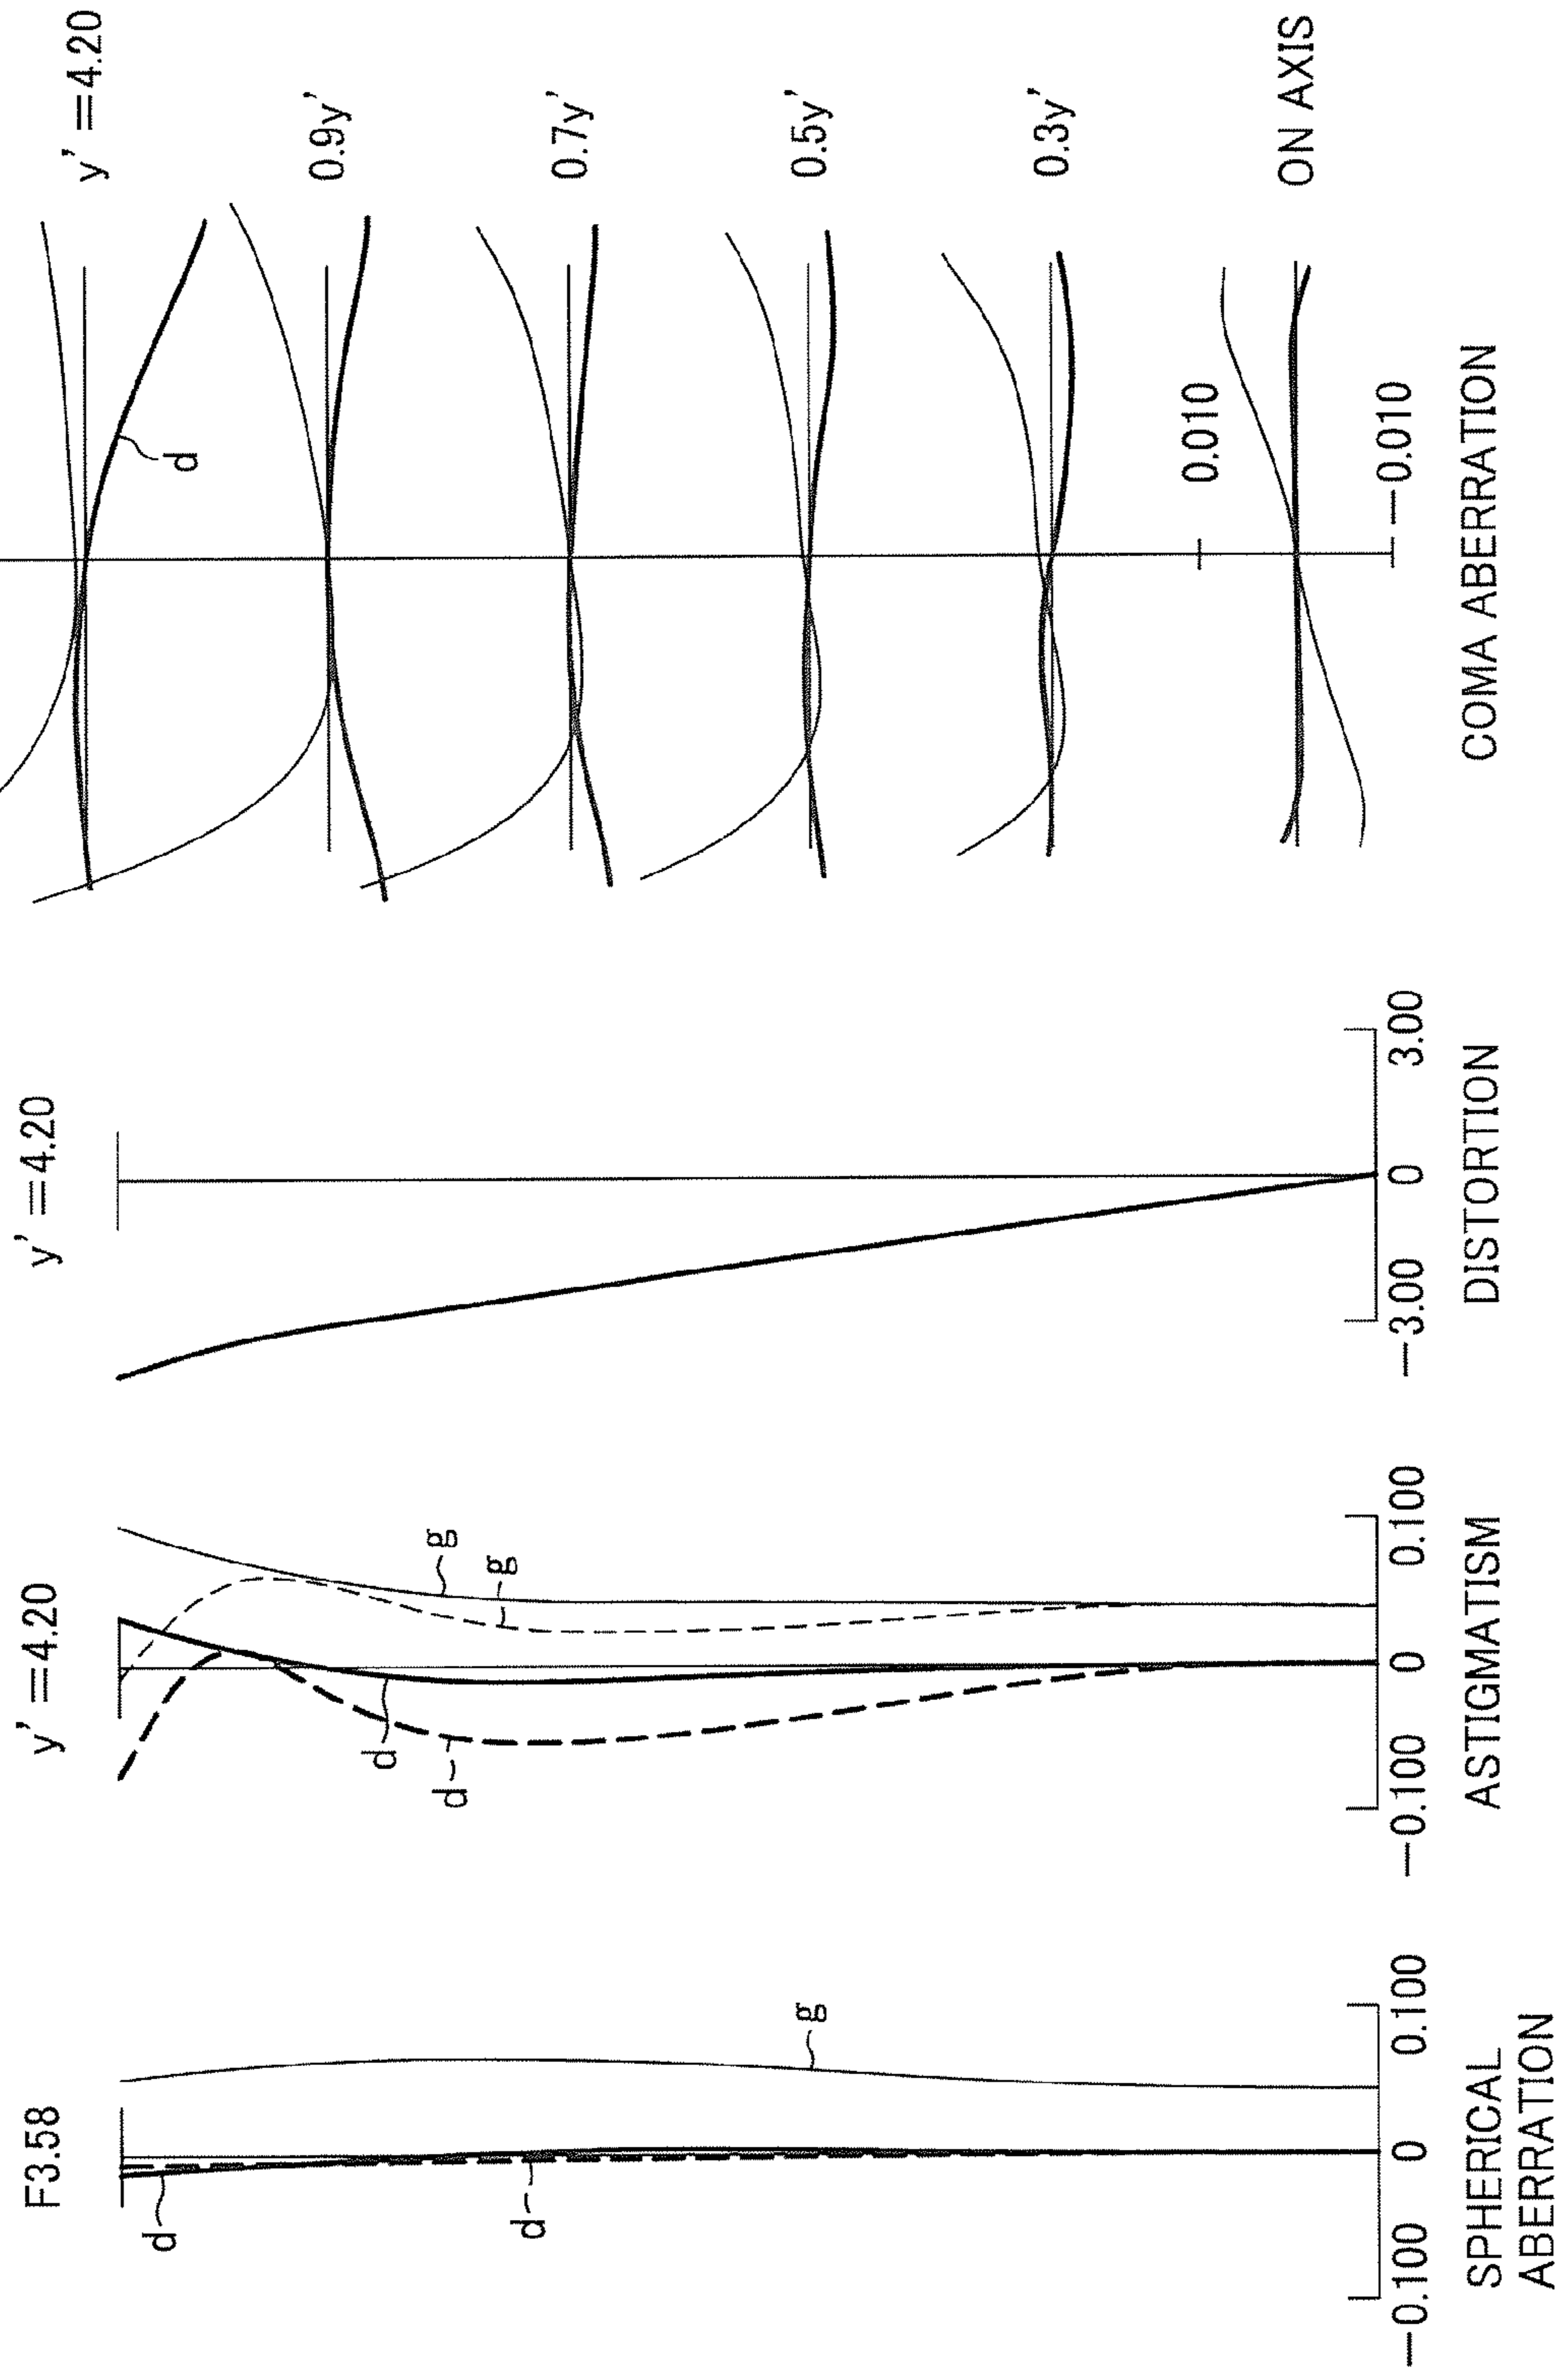 F3.58
d
d
g
—0.100
0
0.100
SPHERICAL
ABERRATION
y' =4.20
d
d
g
g
—0.100
0
0.100
ASTIGMATISM
y' =4.20
—3.00
0
3.00
DISTORTION
y' =4.20
d
0.9y'
0.7y'
0.5y'
0.3y'
0.010
ON AXIS
—0.010
COMA ABERRATION